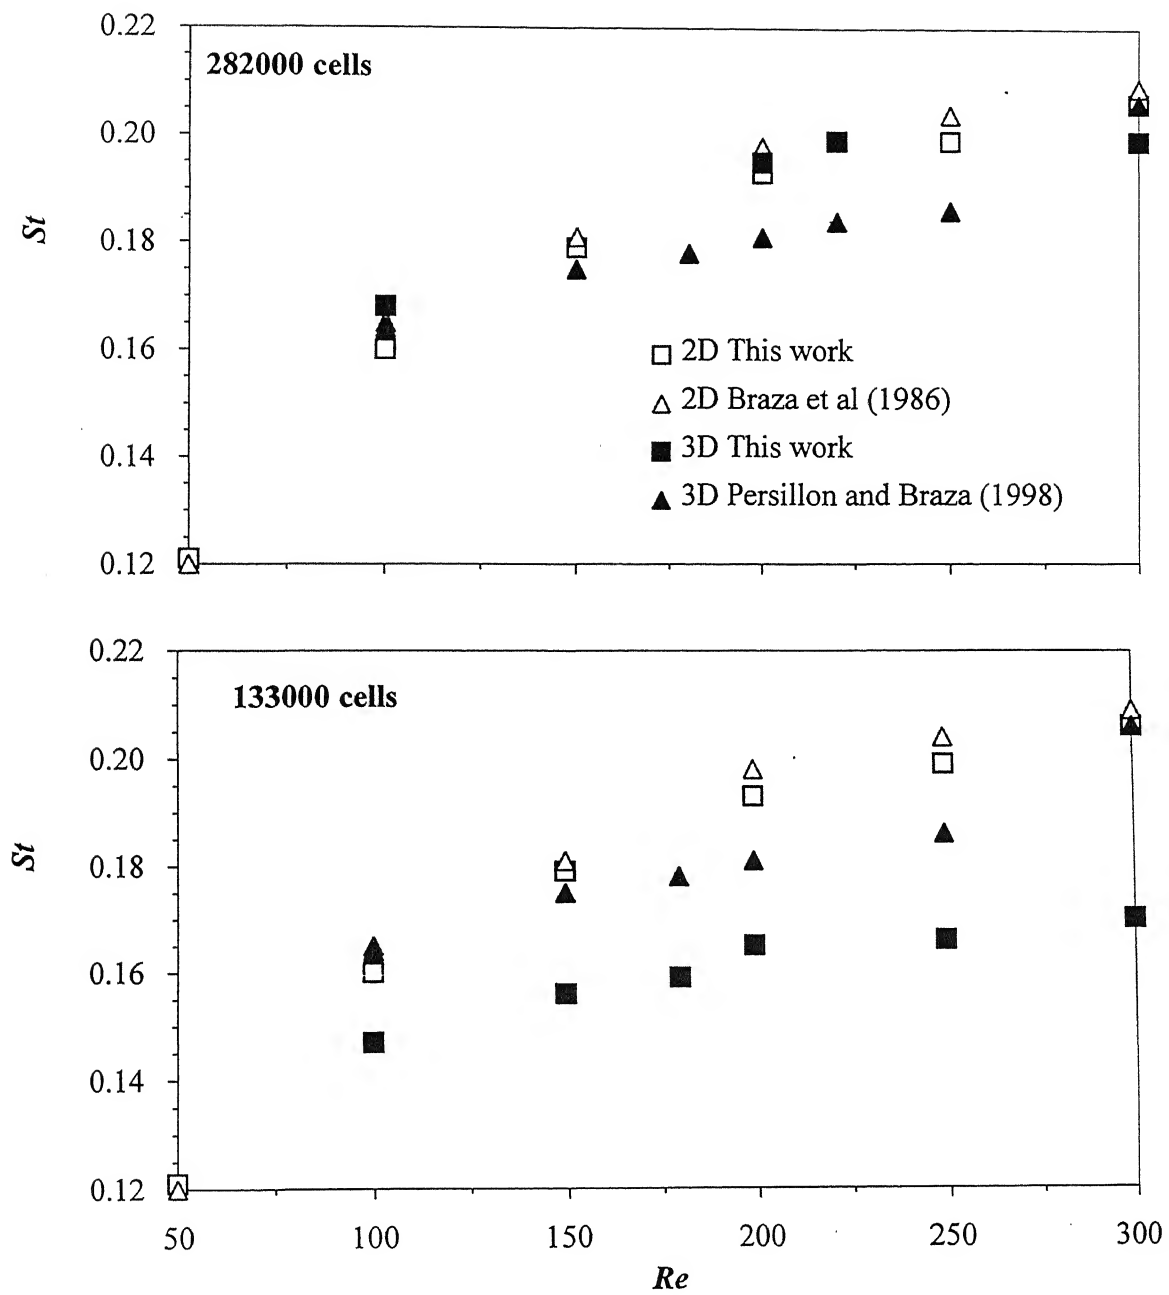 0.22
282000 cells
0.20
0.18
St
0.16
2D This work
2D Braza et al (1986)
0.14
3D This work
3D Persillon and Braza (1998)
0.12
0.22
133000 cells
0.20
0.18
St
0.16
0.14
0.12
50 100 150 200 250 300
Re